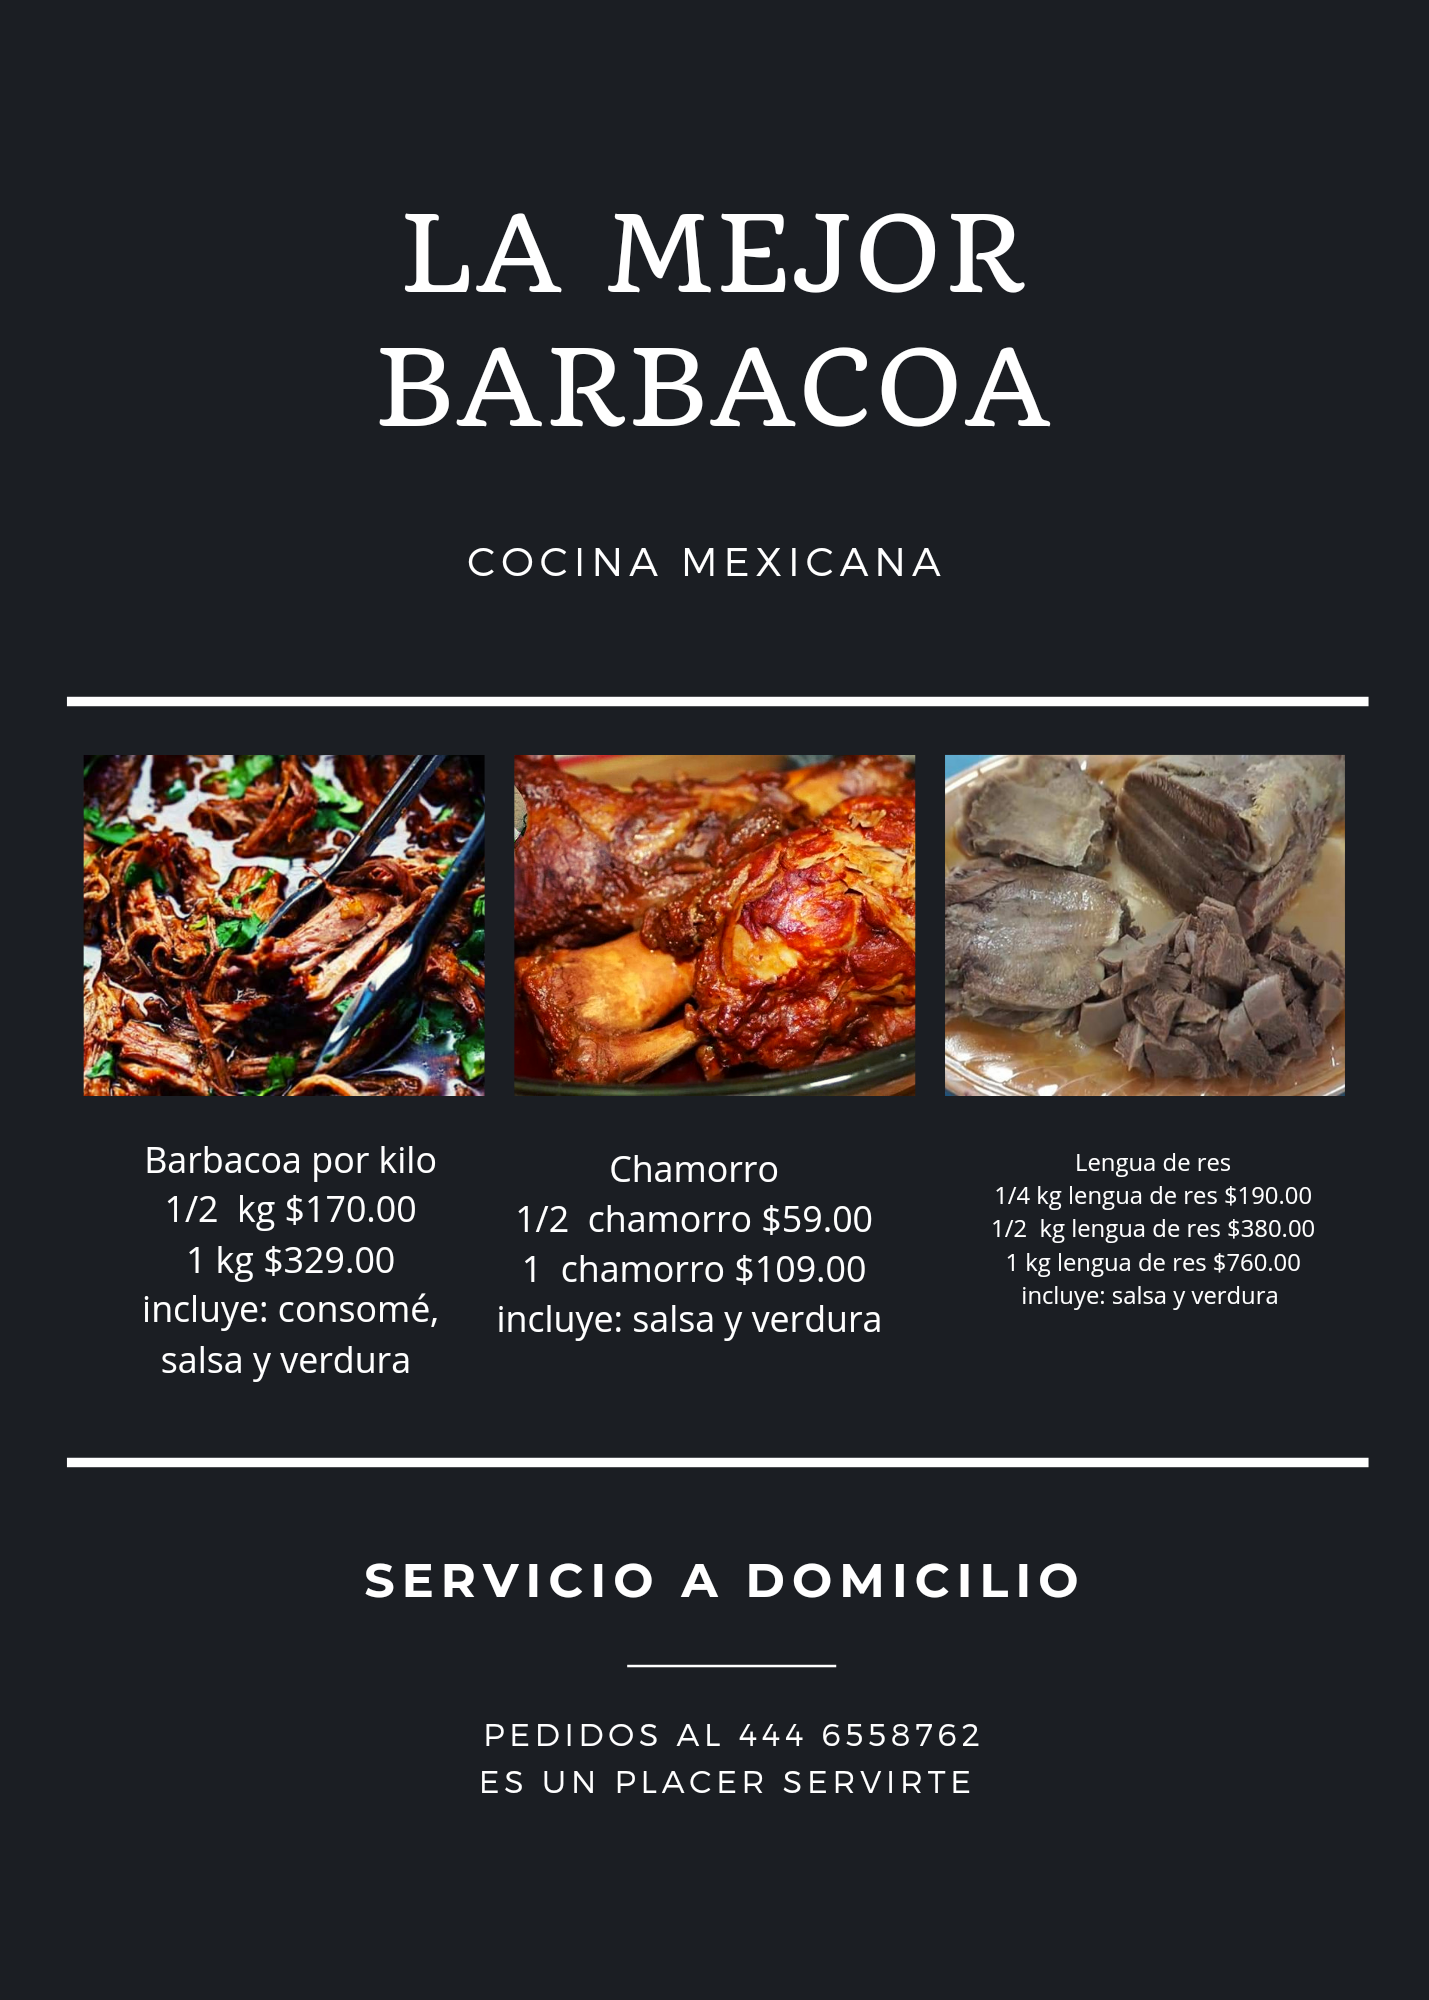 LA MEJOR
BARBACOA
COCINA MEXICANA
Barbacoa por kilo
1/2 kg $170.00
1 kg $329.00
incluye: consomé,
salsa y verdura
Chamorro
1/2 chamorro $59.00
1 chamorro $109.00
incluye: salsa y verdura
Lengua de res
1/4 kg lengua de res $190.00
1/2 kg lengua de res $380.00
1 kg lengua de res $760.00
incluye: salsa y verdura
SERVICIO A DOMICILIO
PEDIDOS AL 444 6558762
ES UN PLACER SERVIRTE